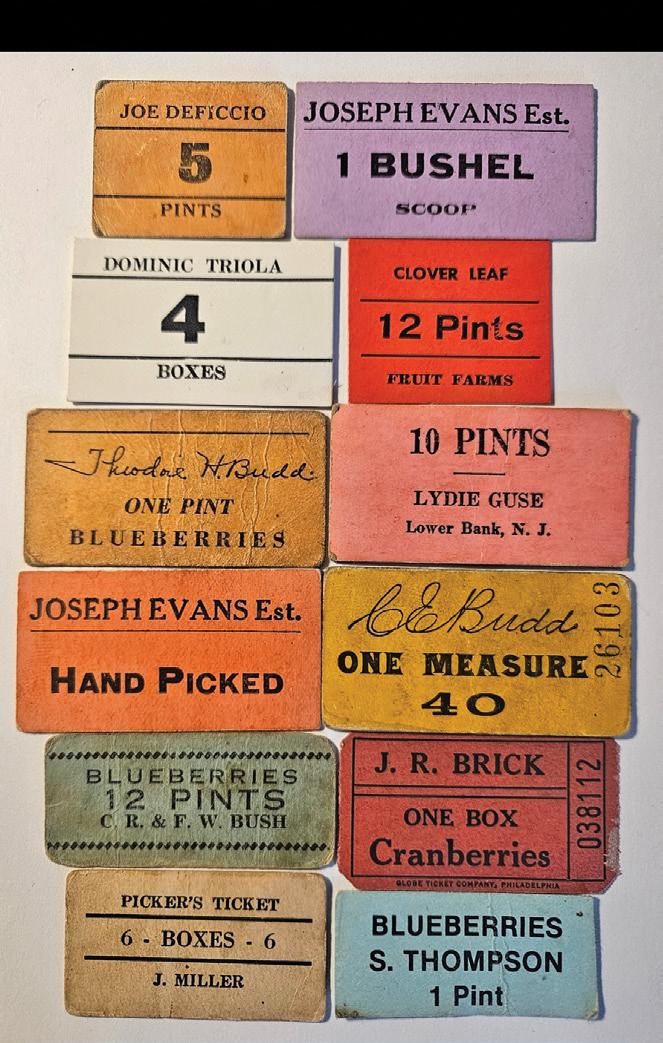 JOE DEFICCIO
5
PINTS
JOSEPH EVANS Est.
1 BUSHEL
SCOOP
DOMINIC TRIOLA
4
BOXES
CLOVER LEAF
12 Pints
FRUIT FARMS
Theodore H. Budd
ONE PINT
BLUEBERRIES
10 PINTS
LYDIE GUSE
Lower Bank, N. J.
JOSEPH EVANS Est.
HAND PICKED
C E Budd
ONE MEASURE
40
26103
BLUEBERRIES
12 PINTS
C. R. & F. W. BUSH
J. R. BRICK
ONE BOX
Cranberries
038112
GLOBE TICKET COMPANY, PHILADELPHIA
PICKER'S TICKET
6 - BOXES - 6
J. MILLER
BLUEBERRIES
S. THOMPSON
1 Pint